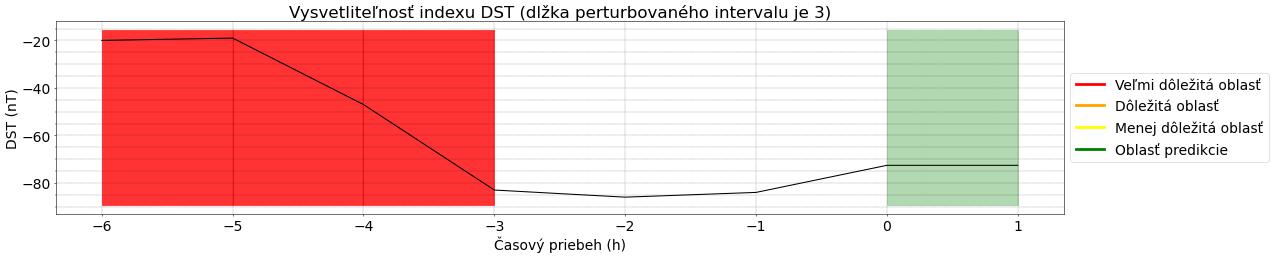 Vysvetliteľnosť indexu DST (dlžka perturbovaného intervalu je 3)
−20
−40
−60
−80
DST (nT)
−6 −5 −4 −3 −2 −1 0 1
Časový priebeh (h)
Veľmi dôležitá oblasť
Dôležitá oblasť
Menej dôležitá oblasť
Oblasť predikcie